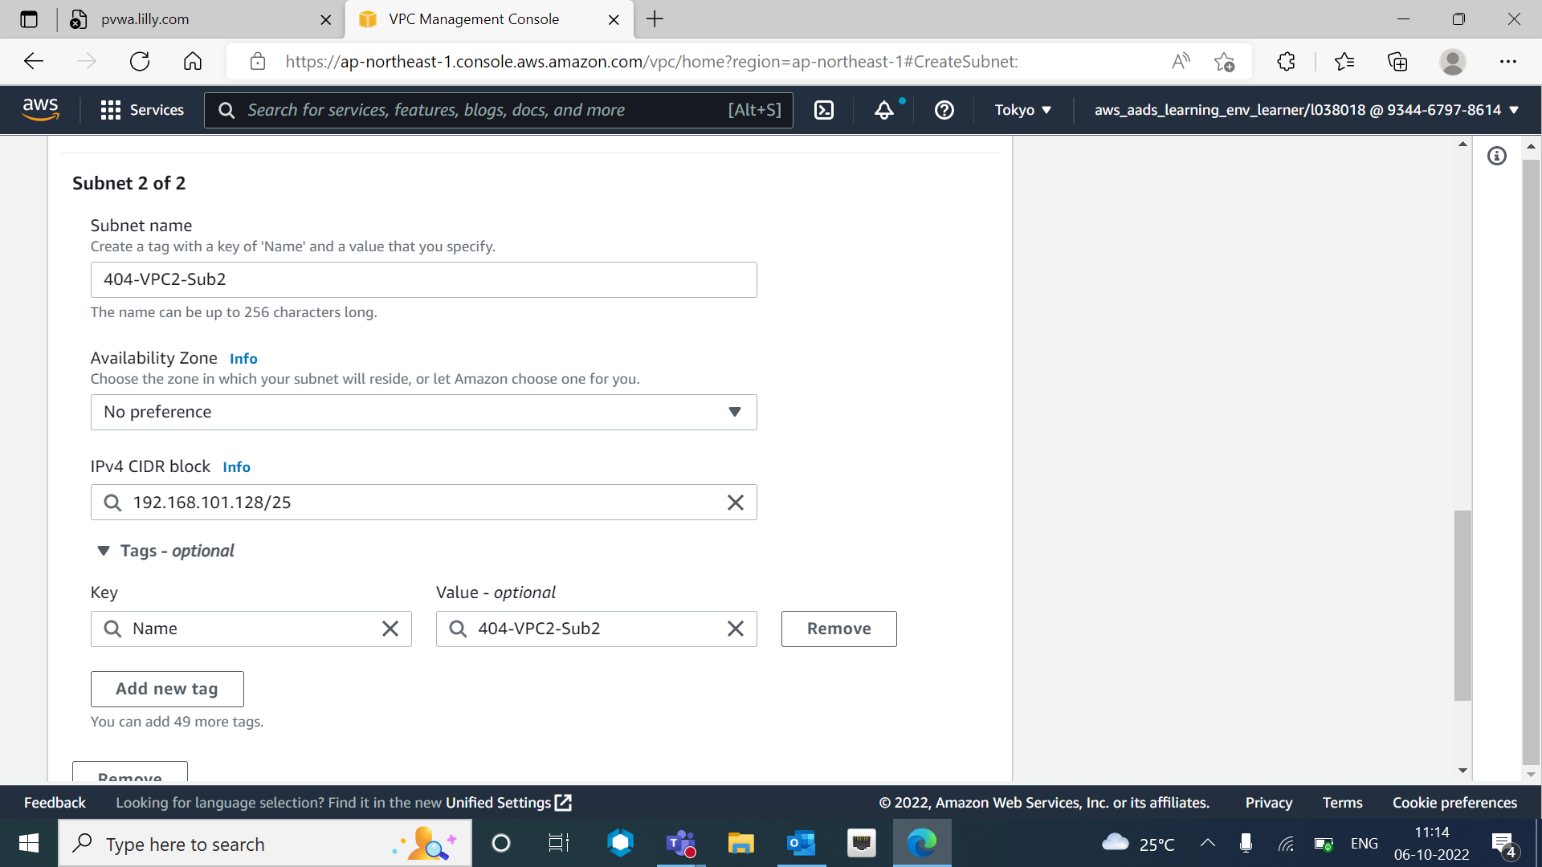 pvwa.lilly.com
VPC Management Console
https://ap-northeast-1.console.aws.amazon.com/vpc/home?region=ap-northeast-1#CreateSubnet:
aws
Services
Search for services, features, blogs, docs, and more [Alt+S]
Tokyo
aws_aads_learning_env_learner/l038018 @ 9344-6797-8614
Subnet 2 of 2
Subnet name
Create a tag with a key of 'Name' and a value that you specify.
404-VPC2-Sub2
The name can be up to 256 characters long.
Availability Zone Info
Choose the zone in which your subnet will reside, or let Amazon choose one for you.
No preference
IPv4 CIDR block Info
192.168.101.128/25
Tags - optional
Key Value - optional
Name 404-VPC2-Sub2 Remove
Add new tag
You can add 49 more tags.
Remove
Feedback Looking for language selection? Find it in the new Unified Settings © 2022, Amazon Web Services, Inc. or its affiliates. Privacy Terms Cookie preferences
Type here to search
25°C
ENG
11:14
06-10-2022
4